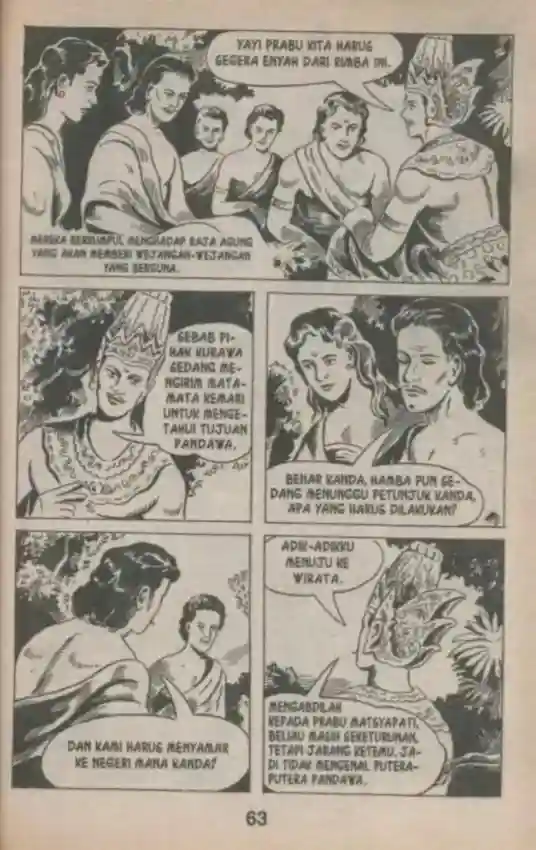 YAYI PRABU KITA HARUS
SEGERA ENYAH DARI RIMBA INI.
MEREKA BERKUMPUL MENGHADAP RAJA AGUNG
YANG AKAN MEMBERI WEJANGAN-WEJANGAN
YANG BERGUNA.
SEBAB PI-
HAK KURAWA
SEDANG ME-
NGIRIM MATA-
MATA KEMARI
UNTUK MENGE-
TAHUI TUJUAN
PANDAWA.
BENAR KANDA, HAMBA PUN SE-
DANG MENUNGGU PETUNJUK KANDA,
APA YANG HARUS DILAKUKAN?
DAN KAMI HARUS MENYAMAR
KE NEGERI MANA KANDA?
ADIK-ADIKKU
MENUJU KE
WIRATA.
MENGABDILAH
KEPADA PRABU MATSYAPATI.
BELIAU MASIH SEKETURUNAN,
TETAPI JARANG KETEMU, JA-
DI TIDAK MENGENAL PUTERA-
PUTERA PANDAWA.
63